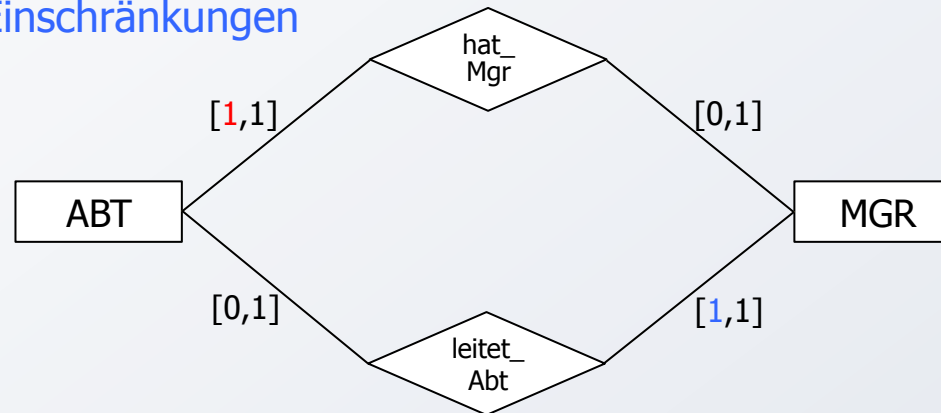 Einschränkungen
hat_
Mgr
[1,1]
[0,1]
ABT
MGR
[0,1]
[1,1]
leitet_
Abt